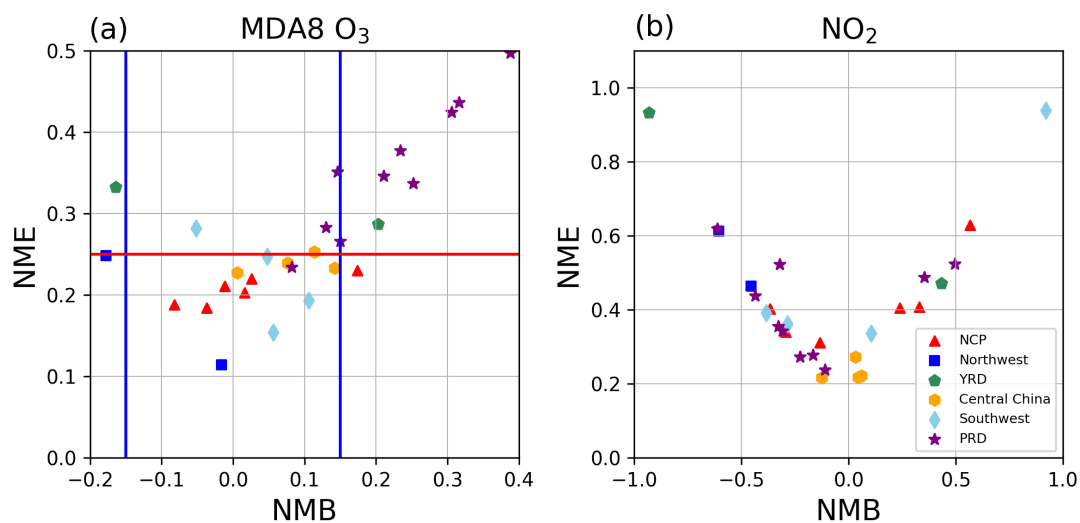 (a)
MDA8 O₃
0.5
0.4
0.3
0.2
0.1
0.0
NME
−0.2 −0.1 0.0 0.1 0.2 0.3 0.4
NMB
(b)
NO₂
1.0
0.8
0.6
0.4
0.2
0.0
NME
−1.0 −0.5 0.0 0.5 1.0
NMB
NCP
Northwest
YRD
Central China
Southwest
PRD